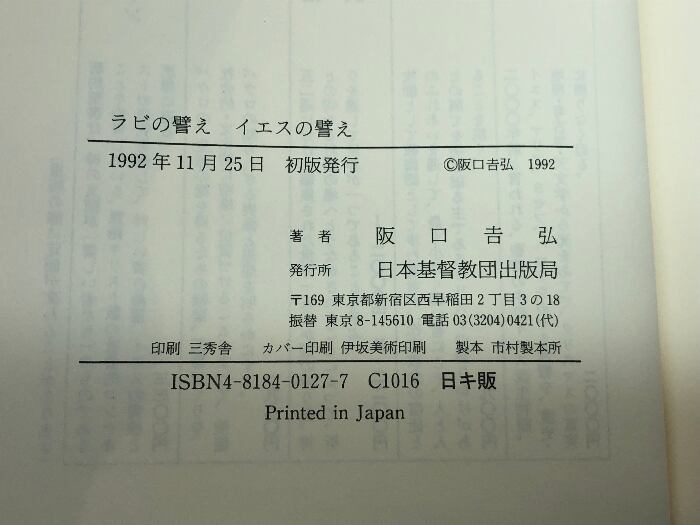 ラビの譬え　イエスの譬え
1992年11月25日　初版発行　©阪口吉弘　1992
著者　阪口吉弘
発行所　日本基督教団出版局
〒169 東京都新宿区西早稲田2丁目3の18
振替 東京8-145610 電話03(3204)0421(代)
印刷 三秀舎　カバー印刷 伊坂美術印刷　製本 市村製本所
ISBN4-8184-0127-7　C1016　日キ販
Printed in Japan